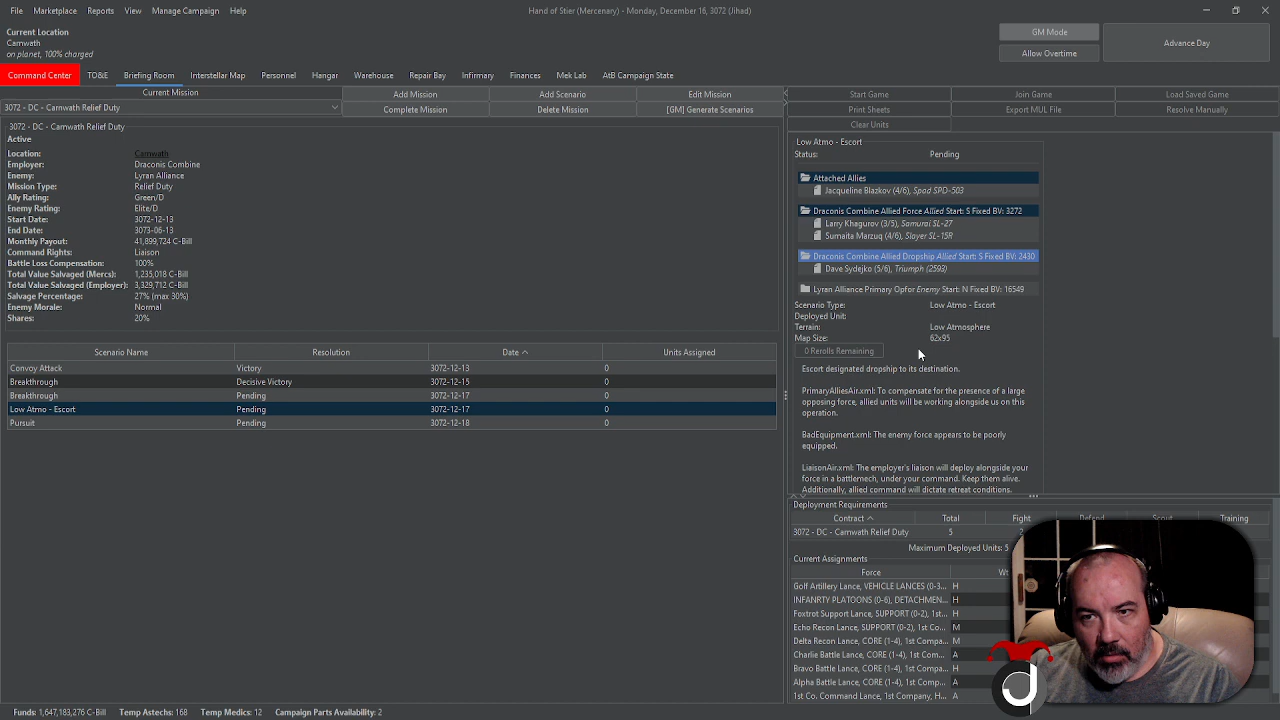 File Marketplace Reports View Manage Campaign Help
Hand of Stier (Mercenary) - Monday, December 16, 3072 (Jihad)
Current Location
Carnwath
on planet, 100% charged
GM Mode
Allow Overtime
Advance Day
Command Center TO&E Briefing Room Interstellar Map Personnel Hangar Warehouse Repair Bay Infirmary Finances Mek Lab AtB Campaign State
Current Mission
3072 - DC - Carnwath Relief Duty
Add Mission Add Scenario Edit Mission
Complete Mission Delete Mission [GM] Generate Scenarios
3072 - DC - Carnwath Relief Duty
Active
Location: Carnwath
Employer: Draconis Combine
Enemy: Lyran Alliance
Mission Type: Relief Duty
Ally Rating: Green/D
Enemy Rating: Elite/D
Start Date: 3072-12-13
End Date: 3073-06-13
Monthly Payout: 41,899,724 C-Bill
Command Rights: Liaison
Battle Loss Compensation: 100%
Total Value Salvaged (Mercs): 1,235,018 C-Bill
Total Value Salvaged (Employer): 3,329,712 C-Bill
Salvage Percentage: 27% (max 30%)
Enemy Morale: Normal
Shares: 20%
Scenario Name Resolution Date Units Assigned
Convoy Attack Victory 3072-12-13 0
Breakthrough Decisive Victory 3072-12-15 0
Breakthrough Pending 3072-12-17 0
Low Atmo - Escort Pending 3072-12-17 0
Pursuit Pending 3072-12-18 0
Start Game Join Game Load Saved Game
Print Sheets Export MUL File Resolve Manually
Clear Units
Low Atmo - Escort
Status: Pending
Attached Allies
Jacqueline Blazkov (4/6), Spad SPD-503
Draconis Combine Allied Force Allied Start: S Fixed BV: 3272
Larry Khagurov (3/5), Samurai SL-27
Sumaita Marzuq (4/6), Slayer SL-15R
Draconis Combine Allied Dropship Allied Start: S Fixed BV: 2430
Dave Sydejko (5/6), Triumph (2593)
Lyran Alliance Primary Opfor Enemy Start: N Fixed BV: 16549
Scenario Type: Low Atmo - Escort
Deployed Unit:
Terrain: Low Atmosphere
Map Size: 62x95
0 Rerolls Remaining
Escort designated dropship to its destination.
PrimaryAlliesAir.xml: To compensate for the presence of a large
opposing force, allied units will be working alongside us on this
operation.
BadEquipment.xml: The enemy force appears to be poorly
equipped.
LiaisonAir.xml: The employer's liaison will deploy alongside your
force in a battlemech, under your command. Keep them alive.
Additionally, allied command will dictate retreat conditions.
Deployment Requirements
Contract Total Fight Defend Scout Training
3072 - DC - Carnwath Relief Duty 5 2
Maximum Deployed Units: 5
Current Assignments
Force
Golf Artillery Lance, VEHICLE LANCES (0-3... H
INFANRTY PLATOONS (0-6), DETACHMEN... H
Foxtrot Support Lance, SUPPORT (0-2), 1st... H
Echo Recon Lance, SUPPORT (0-2), 1st Co... M
Delta Recon Lance, CORE (1-4), 1st Compa... M
Charlie Battle Lance, CORE (1-4), 1st Com... A
Bravo Battle Lance, CORE (1-4), 1st Comp... H
Alpha Battle Lance, CORE (1-4), 1st Comp... A
1st Co. Command Lance, 1st Company, H... A
Funds: 1,647,183,276 C-Bill Temp Astechs: 168 Temp Medics: 12 Campaign Parts Availability: 2